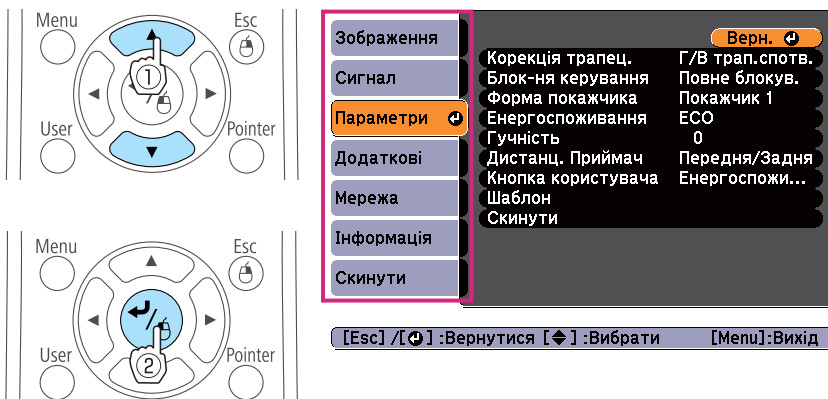 Menu Esc
①
User Pointer
Menu Esc
User Pointer
②
Зображення
Сигнал
Параметри
Додаткові
Мережа
Інформація
Скинути
Верн.
Корекція трапец. Г/В трап.спотв.
Блок-ня керування Повне блокув.
Форма покажчика Покажчик 1
Енергоспоживання ECO
Гучність 0
Дистанц. Приймач Передня/Задня
Кнопка користувача Енергоспожи...
Шаблон
Скинути
[Esc] /[ ] :Вернутися [ ] :Вибрати [Menu]:Вихід